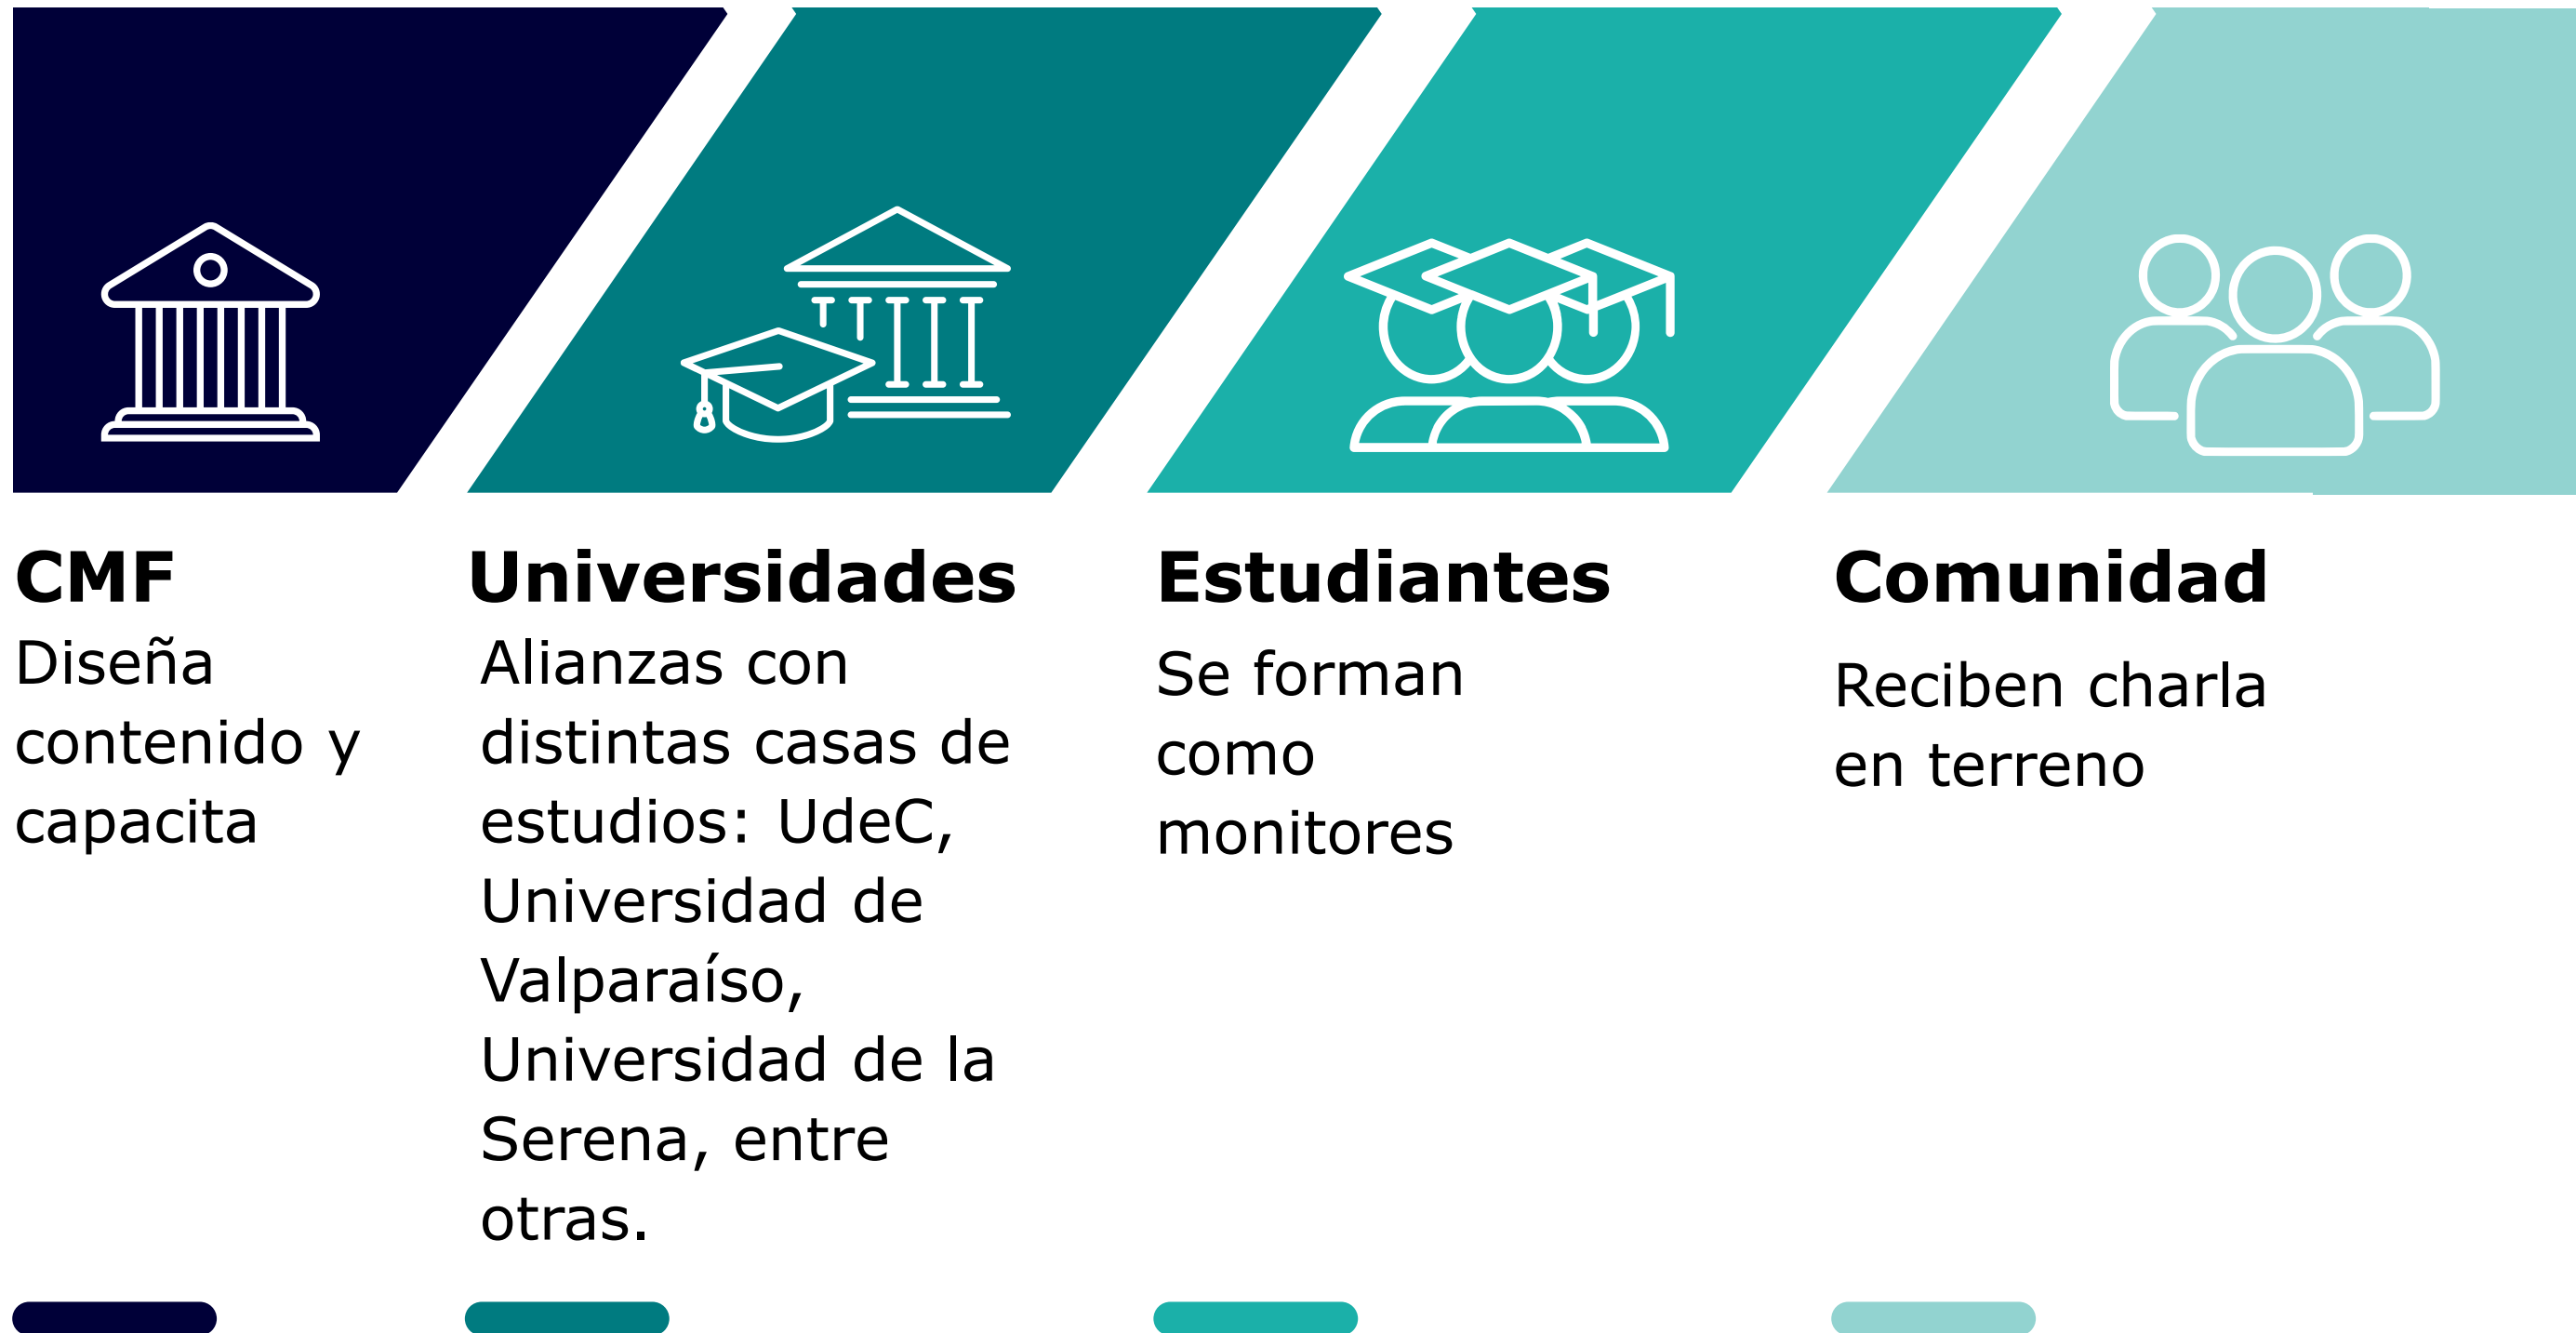 CMF
Diseña
contenido y
capacita
Universidades
Alianzas con
distintas casas de
estudios: UdeC,
Universidad de
Valparaíso,
Universidad de la
Serena, entre
otras.
Estudiantes
Se forman
como
monitores
Comunidad
Reciben charla
en terreno